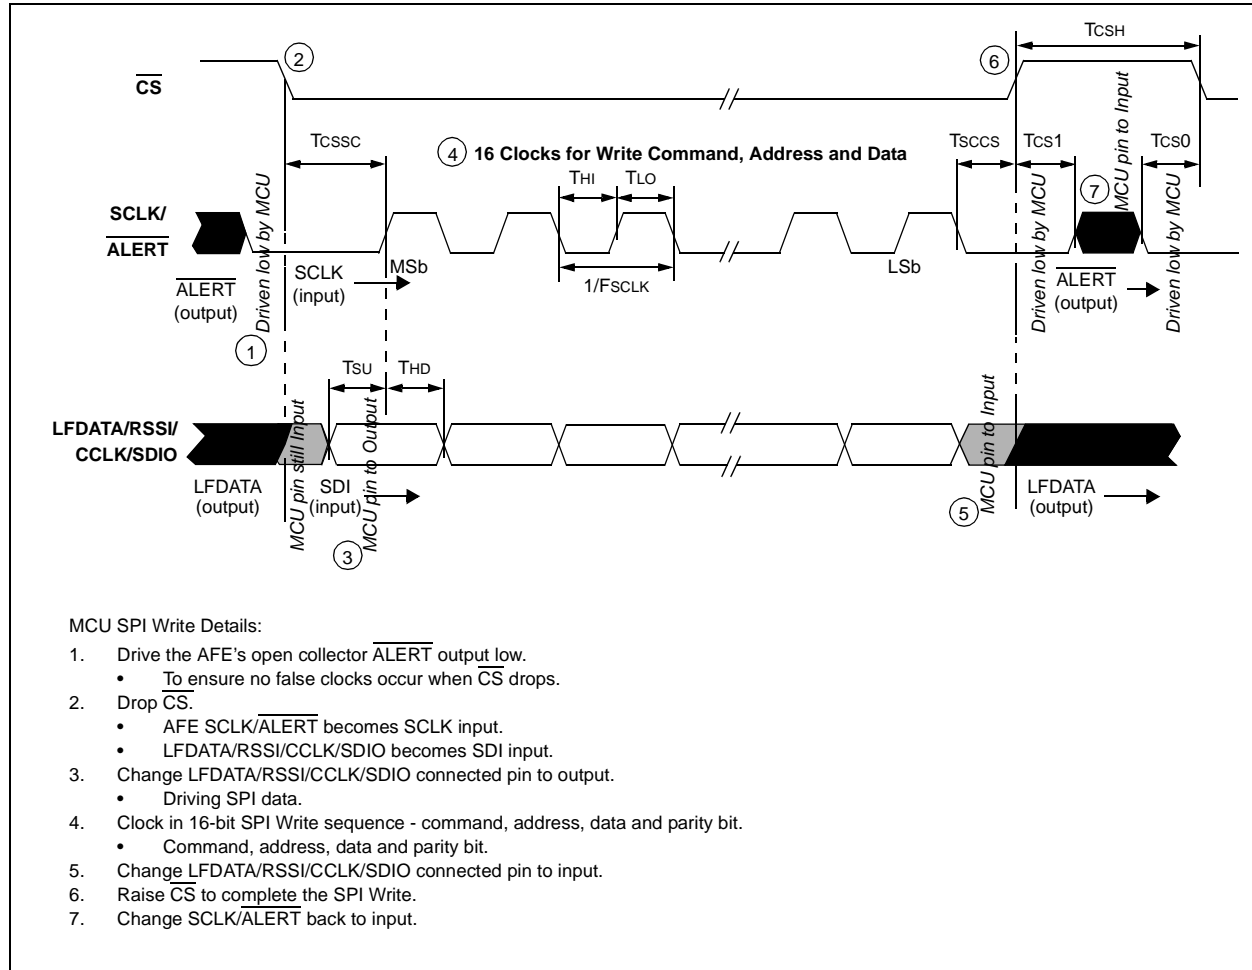 TCSH
2
6
CS
TCSSC
4 16 Clocks for Write Command, Address and Data
TSCCS
TCS1
MCU pin to Input
TCS0
THI
TLO
7
SCLK/
ALERT
Driven low by MCU
ALERT
(output)
SCLK
(input)
MSb
1/FSCLK
LSb
Driven low by MCU
ALERT
(output)
Driven low by MCU
1
TSU
THD
LFDATA/RSSI/
CCLK/SDIO
MCU pin still Input
MCU pin to Output
MCU pin to Input
LFDATA
(output)
SDI
(input)
LFDATA
(output)
3
5
MCU SPI Write Details:
1. Drive the AFE's open collector ALERT output low.
• To ensure no false clocks occur when CS drops.
2. Drop CS.
• AFE SCLK/ALERT becomes SCLK input.
• LFDATA/RSSI/CCLK/SDIO becomes SDI input.
3. Change LFDATA/RSSI/CCLK/SDIO connected pin to output.
• Driving SPI data.
4. Clock in 16-bit SPI Write sequence - command, address, data and parity bit.
• Command, address, data and parity bit.
5. Change LFDATA/RSSI/CCLK/SDIO connected pin to input.
6. Raise CS to complete the SPI Write.
7. Change SCLK/ALERT back to input.